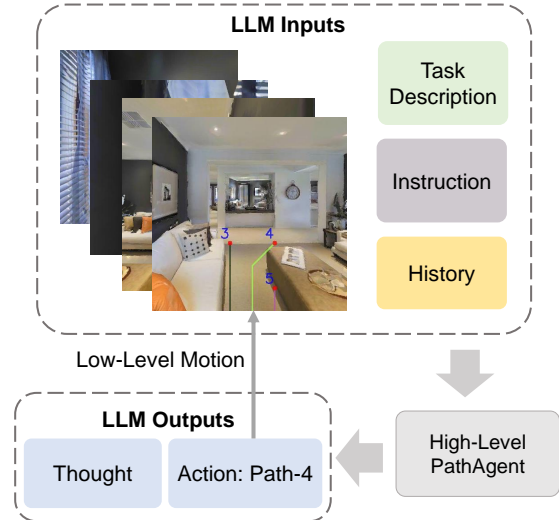 LLM Inputs
Task
Description
Instruction
History
3
4
5
Low-Level Motion
LLM Outputs
Thought
Action: Path-4
High-Level
PathAgent